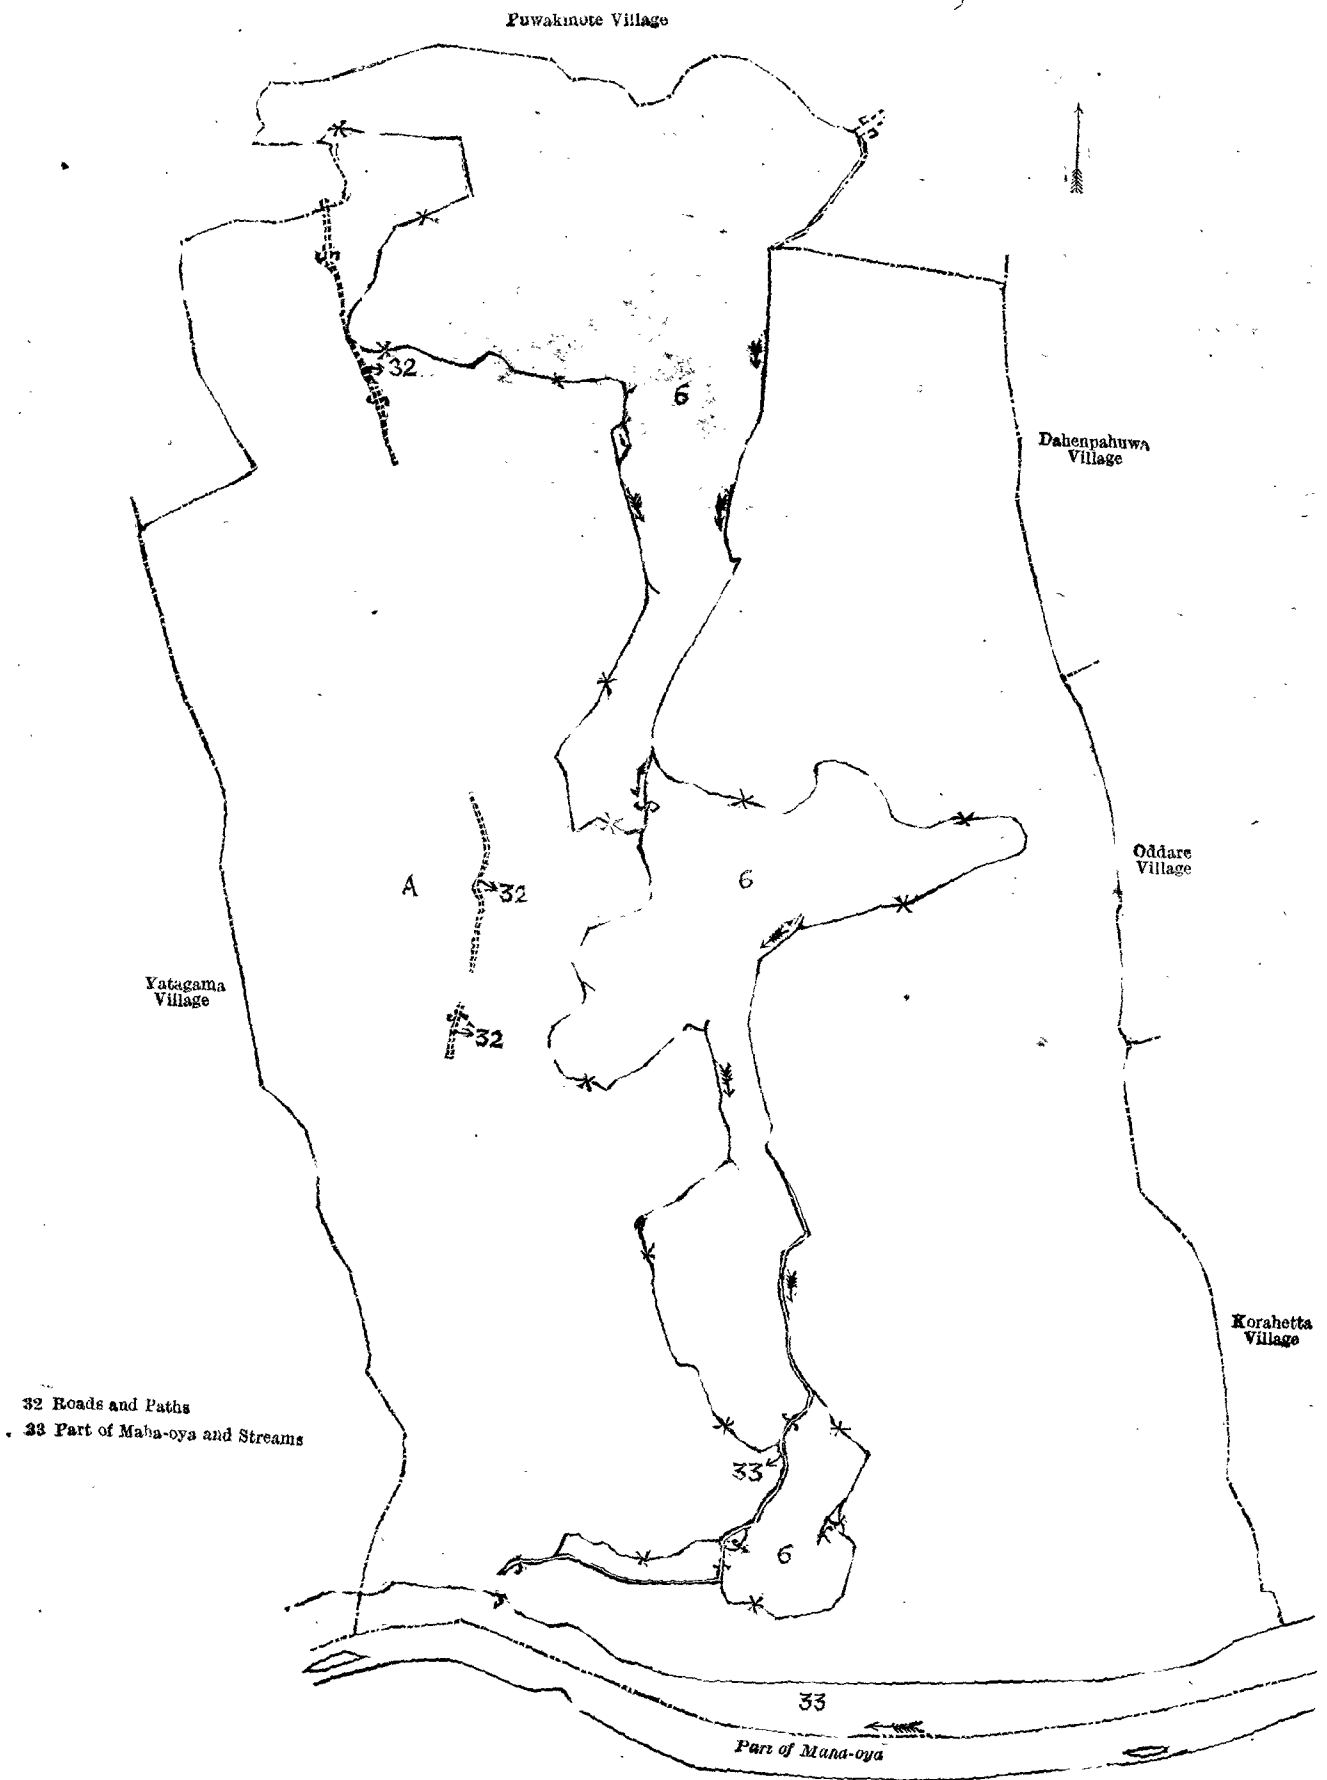 Puwakmote Village
32
6
Dahenpahuwa
Village
A
32
6
Oddare
Village
Yatagama
Village
32
Korahetta
Village
32 Roads and Paths
33 Part of Maha-oya and Streams
33
6
33
Part of Maha-oya